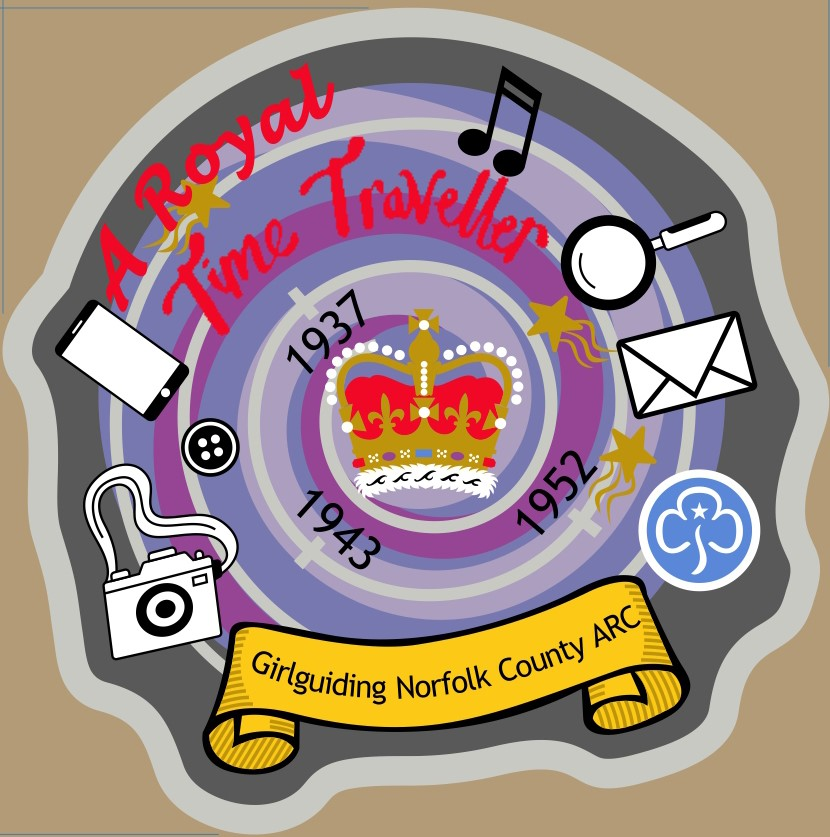 A Royal
Time Traveller
1937
1943
1952
Girlguiding Norfolk County ARC